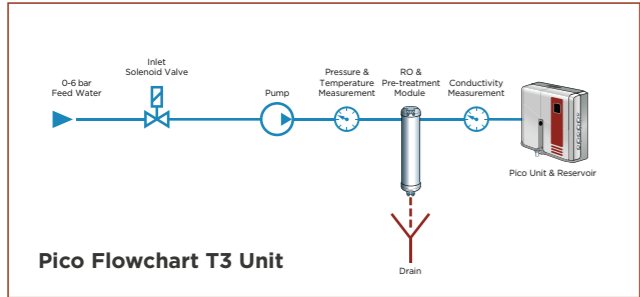 Inlet
Solenoid Valve
0-6 bar
Feed Water
Pump
Pressure &
Temperature
Measurement
RO &
Pre-treatment
Module
Conductivity
Measurement
Pico Unit & Reservoir
Pico Flowchart T3 Unit
Drain